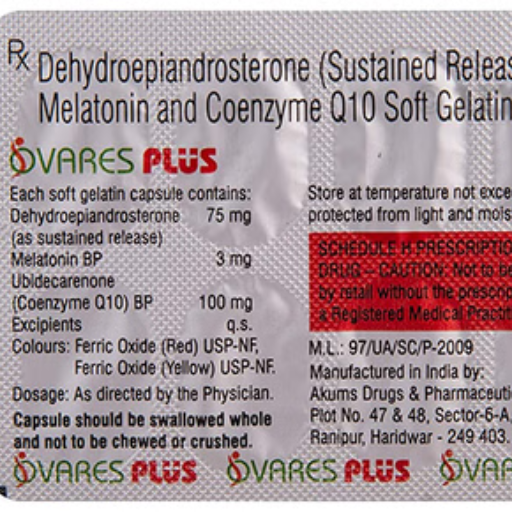 Rx Dehydroepiandrosterone (Sustained Releas
Melatonin and Coenzyme Q10 Soft Gelatin
OVARES PLUS
Each soft gelatin capsule contains:
Dehydroepiandrosterone 75 mg
(as sustained release)
Melatonin BP 3 mg
Ubidecarenone
(Coenzyme Q10) BP 100 mg
Excipients q.s.
Colours: Ferric Oxide (Red) USP-NF,
Ferric Oxide (Yellow) USP-NF.
Dosage: As directed by the Physician.
Capsule should be swallowed whole
and not to be chewed or crushed.
Store at temperature not exce
protected from light and mois
SCHEDULE H PRESCRIPTIO
DRUG – CAUTION: Not to be
by retail without the prescrip
a Registered Medical Practit
M.L.: 97/UA/SC/P-2009
Manufactured in India by:
Akums Drugs & Pharmaceuti
Plot No. 47 & 48, Sector-6-A,
Ranipur, Haridwar - 249 403.
OVARES PLUS OVARES PLUS OVAR